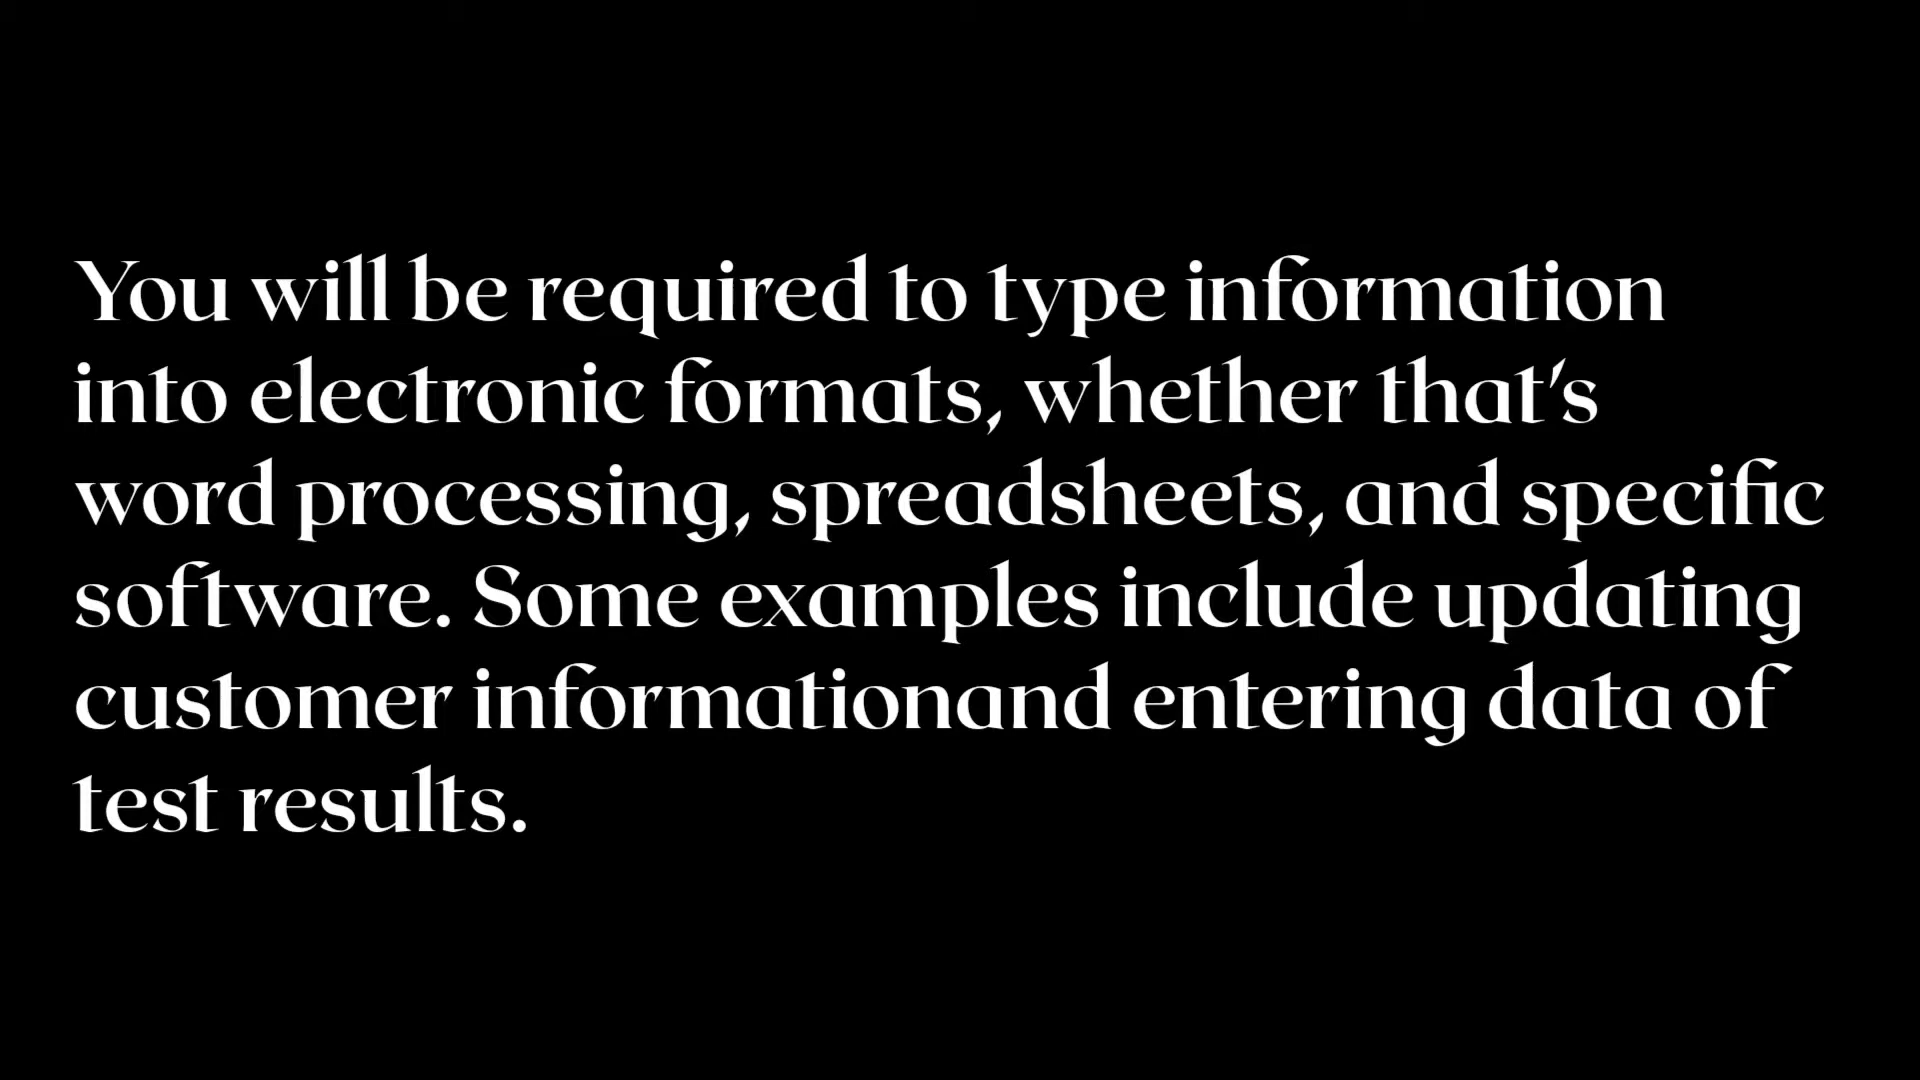 You will be required to type information
into electronic formats, whether that's
word processing, spreadsheets, and specific
software. Some examples include updating
customer informationand entering data of
test results.